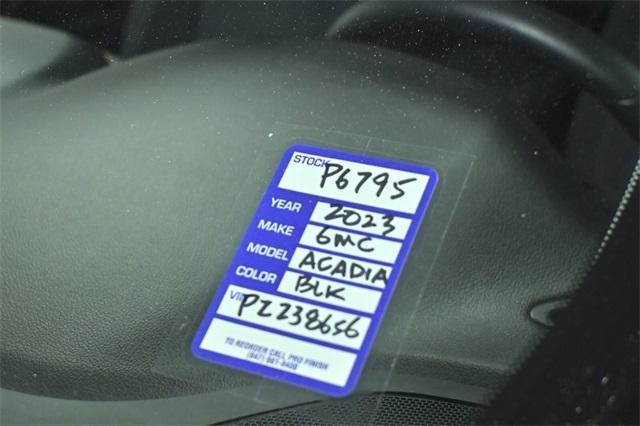 STOCK P6795
YEAR 2023
MAKE GMC
MODEL ACADIA
COLOR BLK
VIN PZ238656
TO REORDER CALL PRO FINISH